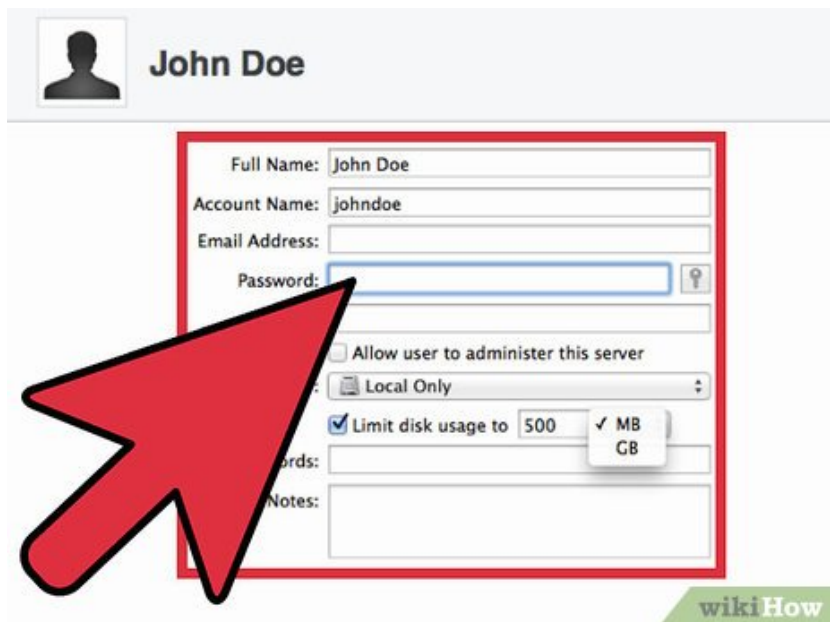 John Doe
Full Name: John Doe
Account Name: johndoe
Email Address:
Password:
Allow user to administer this server
Local Only
Limit disk usage to 500 ✓ MB
GB
Notes:
wikiHow